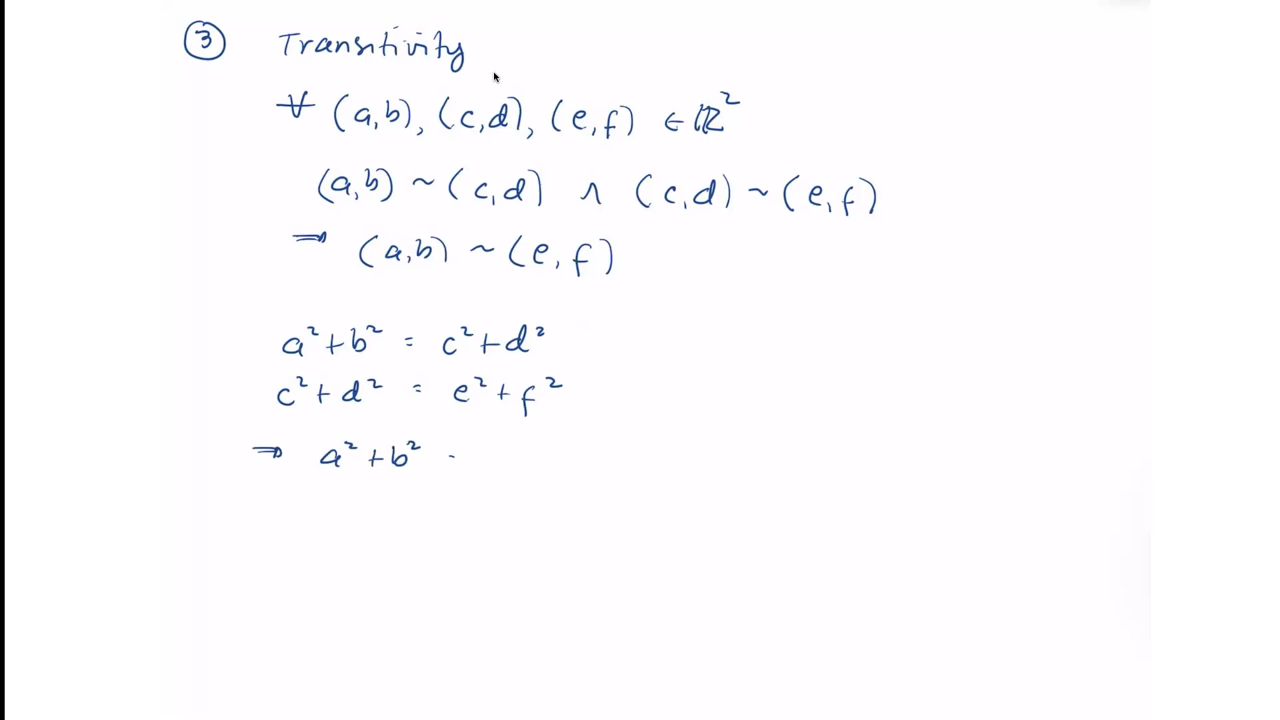 ③ Transitivity
∀ (a,b), (c,d), (e,f) ∈ ℝ²
(a,b) ~ (c,d) ∧ (c,d) ~ (e,f)
⇒ (a,b) ~ (e,f)
a² + b² = c² + d²
c² + d² = e² + f²
⇒ a² + b² -